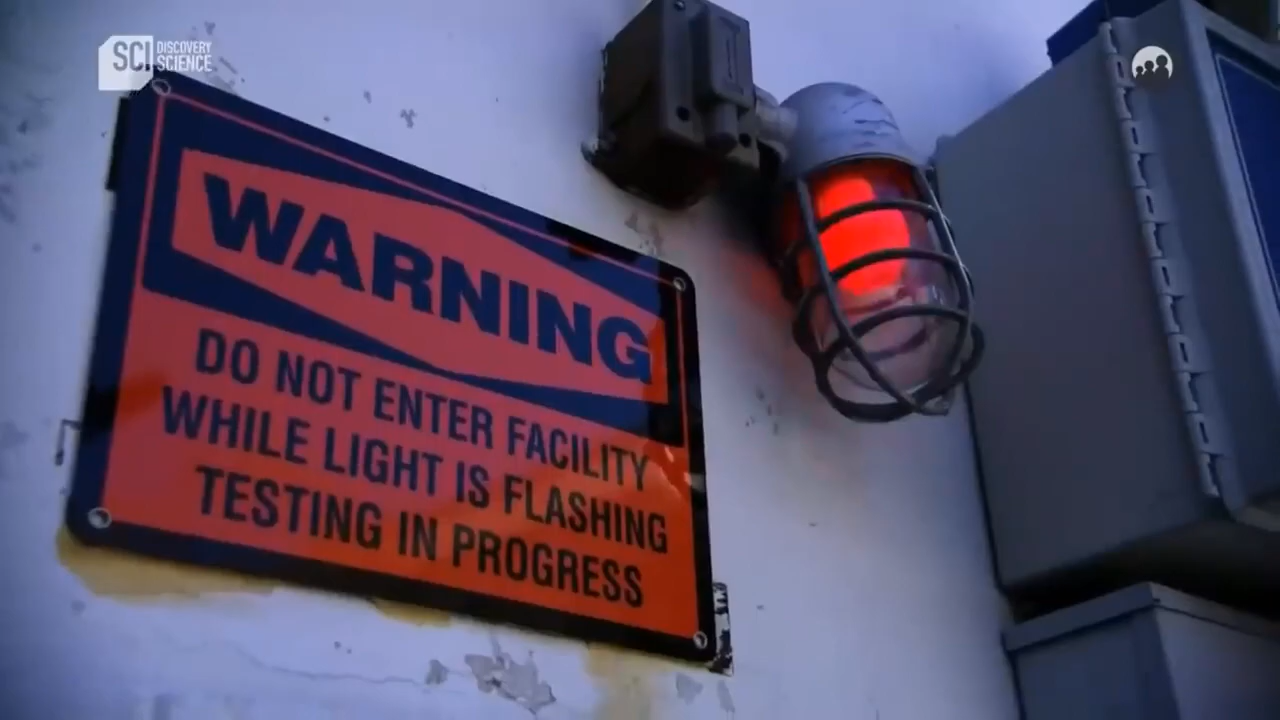 SCI DISCOVERY
SCIENCE
WARNING
DO NOT ENTER FACILITY
WHILE LIGHT IS FLASHING
TESTING IN PROGRESS